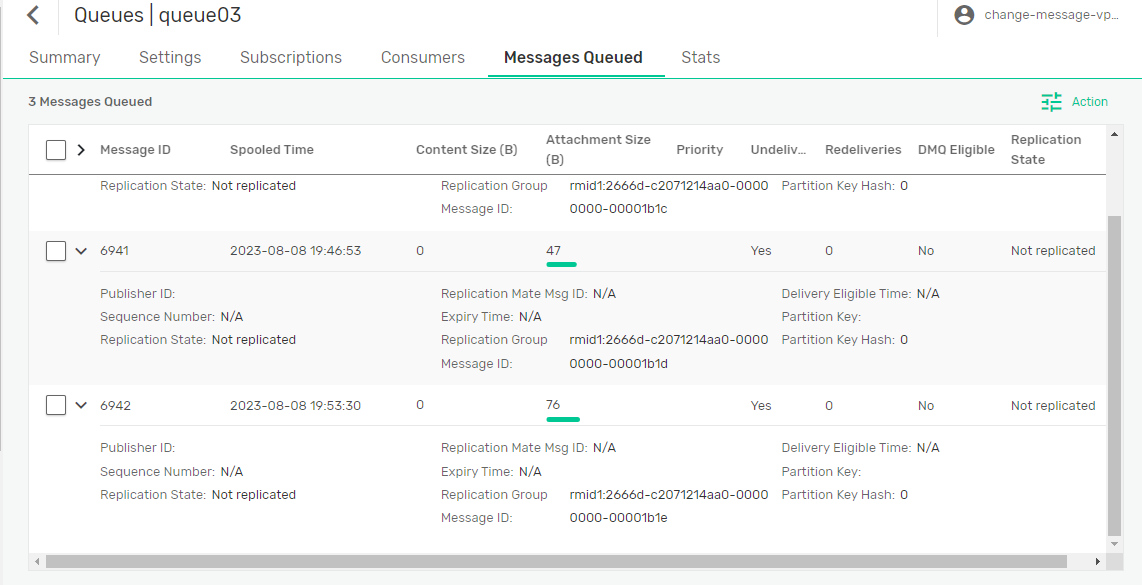 Queues | queue03
change-message-vp...
Summary Settings Subscriptions Consumers Messages Queued Stats
3 Messages Queued
Action
Message ID Spooled Time Content Size (B) Attachment Size (B) Priority Undeliv... Redeliveries DMQ Eligible Replication State
Replication State: Not replicated Replication Group Message ID: rmid1:2666d-c2071214aa0-0000 0000-00001b1c Partition Key Hash: 0
6941 2023-08-08 19:46:53 0 47 Yes 0 No Not replicated
Publisher ID: Replication Mate Msg ID: N/A Delivery Eligible Time: N/A
Sequence Number: N/A Expiry Time: N/A Partition Key:
Replication State: Not replicated Replication Group Message ID: rmid1:2666d-c2071214aa0-0000 0000-00001b1d Partition Key Hash: 0
6942 2023-08-08 19:53:30 0 76 Yes 0 No Not replicated
Publisher ID: Replication Mate Msg ID: N/A Delivery Eligible Time: N/A
Sequence Number: N/A Expiry Time: N/A Partition Key:
Replication State: Not replicated Replication Group Message ID: rmid1:2666d-c2071214aa0-0000 0000-00001b1e Partition Key Hash: 0